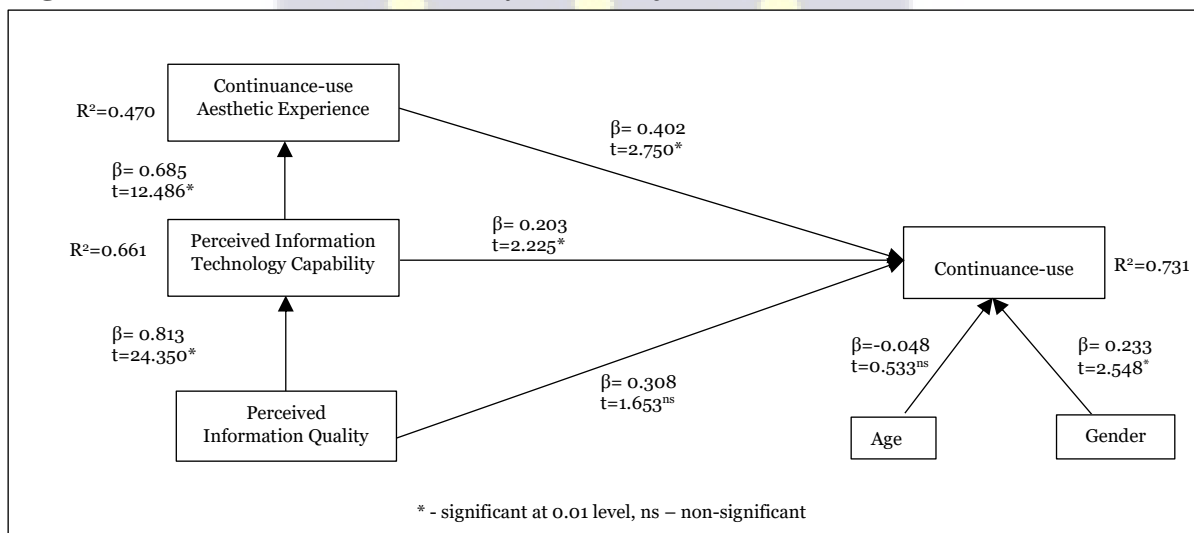 Continuance-use
Aesthetic Experience
R²=0.470
β= 0.402
t=2.750*
β= 0.685
t=12.486*
Perceived Information
Technology Capability
R²=0.661
β= 0.203
t=2.225*
Continuance-use
R²=0.731
β= 0.813
t=24.350*
β= 0.308
t=1.653ns
β=-0.048
t=0.533ns
β= 0.233
t=2.548*
Perceived
Information Quality
Age
Gender
* - significant at 0.01 level, ns – non-significant